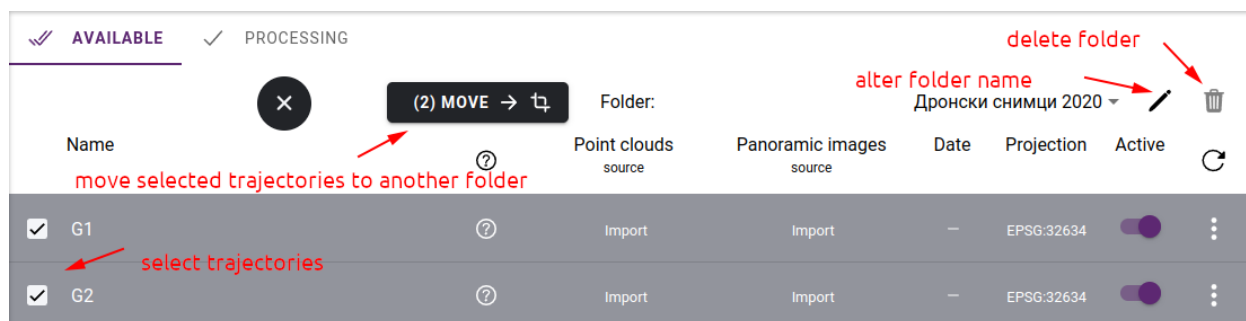 AVAILABLE PROCESSING
delete folder
alter folder name
(2) MOVE → Folder: Дронски снимци 2020
Name Point clouds Panoramic images Date Projection Active
source source
move selected trajectories to another folder
G1 Import Import – EPSG:32634
select trajectories
G2 Import Import – EPSG:32634